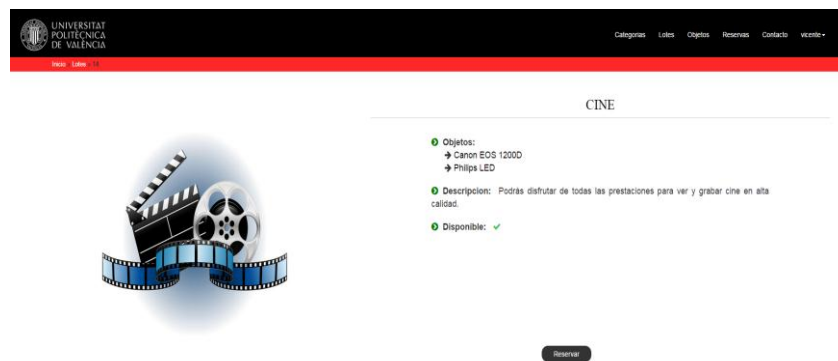 UNIVERSITAT
POLITÈCNICA
DE VALÈNCIA
Categorias Lotes Objetos Reservas Contacto vicente
Inicio Lotes
CINE
Objetos:
Canon EOS 1200D
Philips LED
Descripcion: Podrás disfrutar de todas las prestaciones para ver y grabar cine en alta
calidad.
Disponible:
Reservar